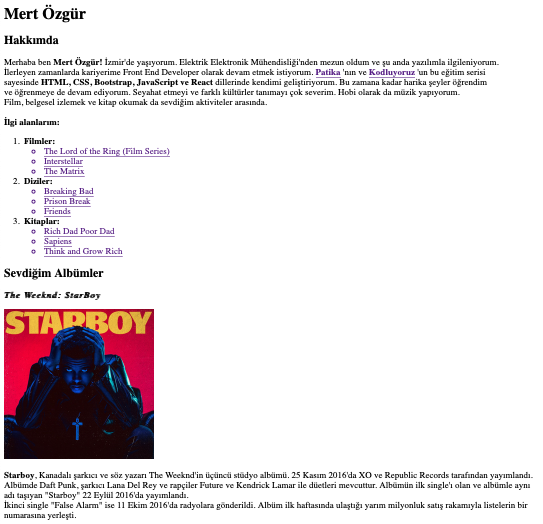 Mert Özgür
Hakkımda
Merhaba ben Mert Özgür! İzmir'de yaşıyorum. Elektrik Elektronik Mühendisliği'nden mezun oldum ve şu anda yazılımla ilgileniyorum.
İlerleyen zamanlarda kariyerime Front End Developer olarak devam etmek istiyorum. Patika 'nın ve Kodluyoruz 'un bu eğitim serisi
sayesinde HTML, CSS, Bootstrap, JavaScript ve React dillerinde kendimi geliştiriyorum. Bu zamana kadar harika şeyler öğrendim
ve öğrenmeye de devam ediyorum. Seyahat etmeyi ve farklı kültürler tanımayı çok severim. Hobi olarak da müzik yapıyorum.
Film, belgesel izlemek ve kitap okumak da sevdiğim aktiviteler arasında.
İlgi alanlarım:
1. Filmler:
The Lord of the Ring (Film Series)
Interstellar
The Matrix
2. Diziler:
Breaking Bad
Prison Break
Friends
3. Kitaplar:
Rich Dad Poor Dad
Sapiens
Think and Grow Rich
Sevdiğim Albümler
The Weeknd: StarBoy
STARBOY
Starboy, Kanadalı şarkıcı ve söz yazarı The Weeknd'in üçüncü stüdyo albümü. 25 Kasım 2016'da XO ve Republic Records tarafından yayımlandı.
Albümde Daft Punk, şarkıcı Lana Del Rey ve rapçiler Future ve Kendrick Lamar ile düetleri mevcuttur. Albümün ilk single'ı olan ve albümle aynı
adı taşıyan "Starboy" 22 Eylül 2016'da yayımlandı.
İkinci single "False Alarm" ise 11 Ekim 2016'da radyolara gönderildi. Albüm ilk haftasında ulaştığı yarım milyonluk satış rakamıyla listelerin bir
numarasına yerleşti.